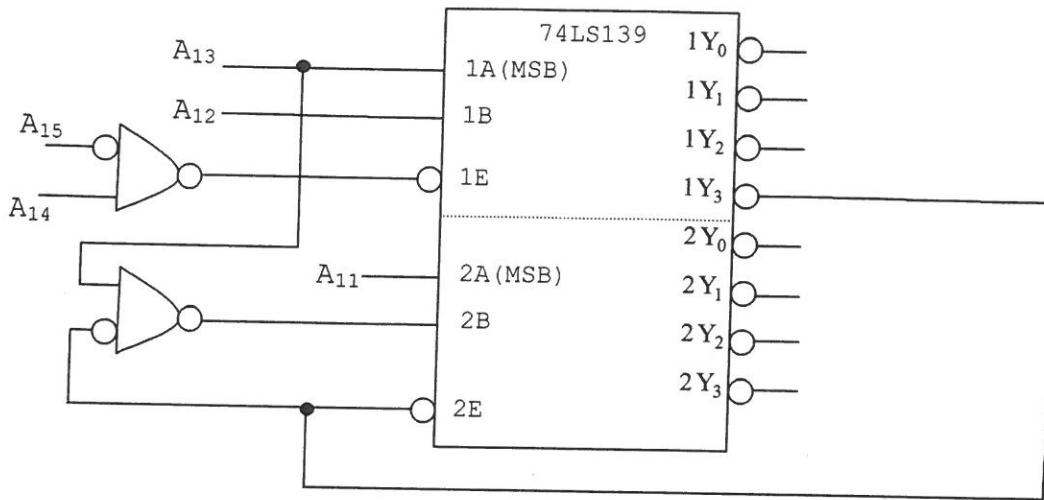 74LS139
A₁₃
1A(MSB)
1Y₀
A₁₂
1B
1Y₁
A₁₅
1Y₂
1E
1Y₃
A₁₄
2Y₀
A₁₁
2A(MSB)
2Y₁
2B
2Y₂
2Y₃
2E